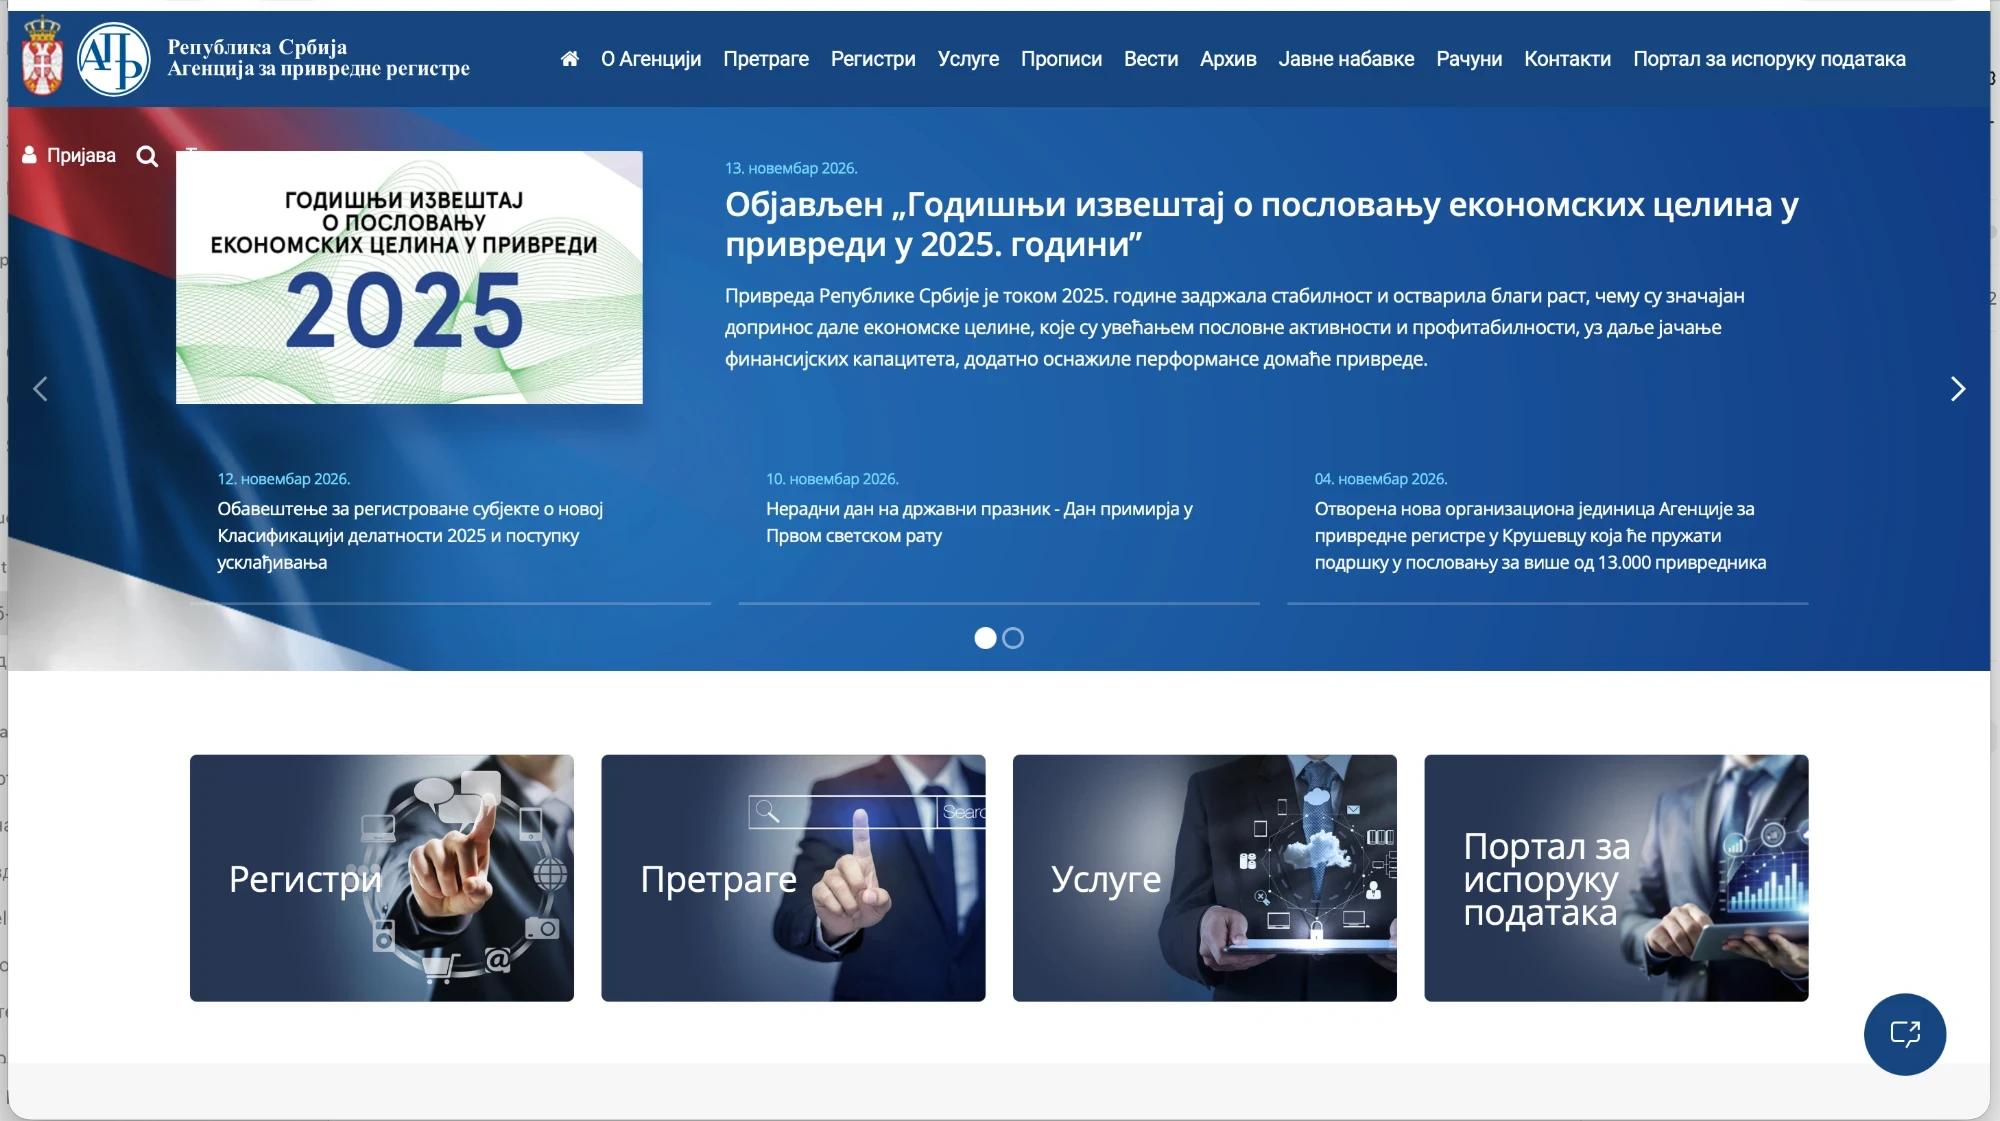 Република Србија
Агенција за привредне регистре
О Агенцији
Претраге
Регистри
Услуге
Прописи
Вести
Архив
Јавне набавке
Рачуни
Контакти
Портал за испоруку података
Пријава
ГОДИШЊИ ИЗВЕШТАЈ
О ПОСЛОВАЊУ
ЕКОНОМСКИХ ЦЕЛИНА У ПРИВРЕДИ
2025
13. новембар 2026.
Објављен „Годишњи извештај о пословању економских целина у
привреди у 2025. години”
Привреда Републике Србије је током 2025. године задржала стабилност и остварила благи раст, чему су значајан
допринос дале економске целине, које су увећањем пословне активности и профитабилности, уз даље јачање
финансијских капацитета, додатно оснажиле перформансе домаће привреде.
12. новембар 2026.
Обавештење за регистроване субјекте о новој
Класификацији делатности 2025 и поступку
усклађивања
10. новембар 2026.
Нерадни дан на државни празник - Дан примирја у
Првом светском рату
04. новембар 2026.
Отворена нова организациона јединица Агенције за
привредне регистре у Крушевцу која ће пружати
подршку у пословању за више од 13.000 привредника
Регистри
Претраге
Услуге
Портал за
испоруку
података